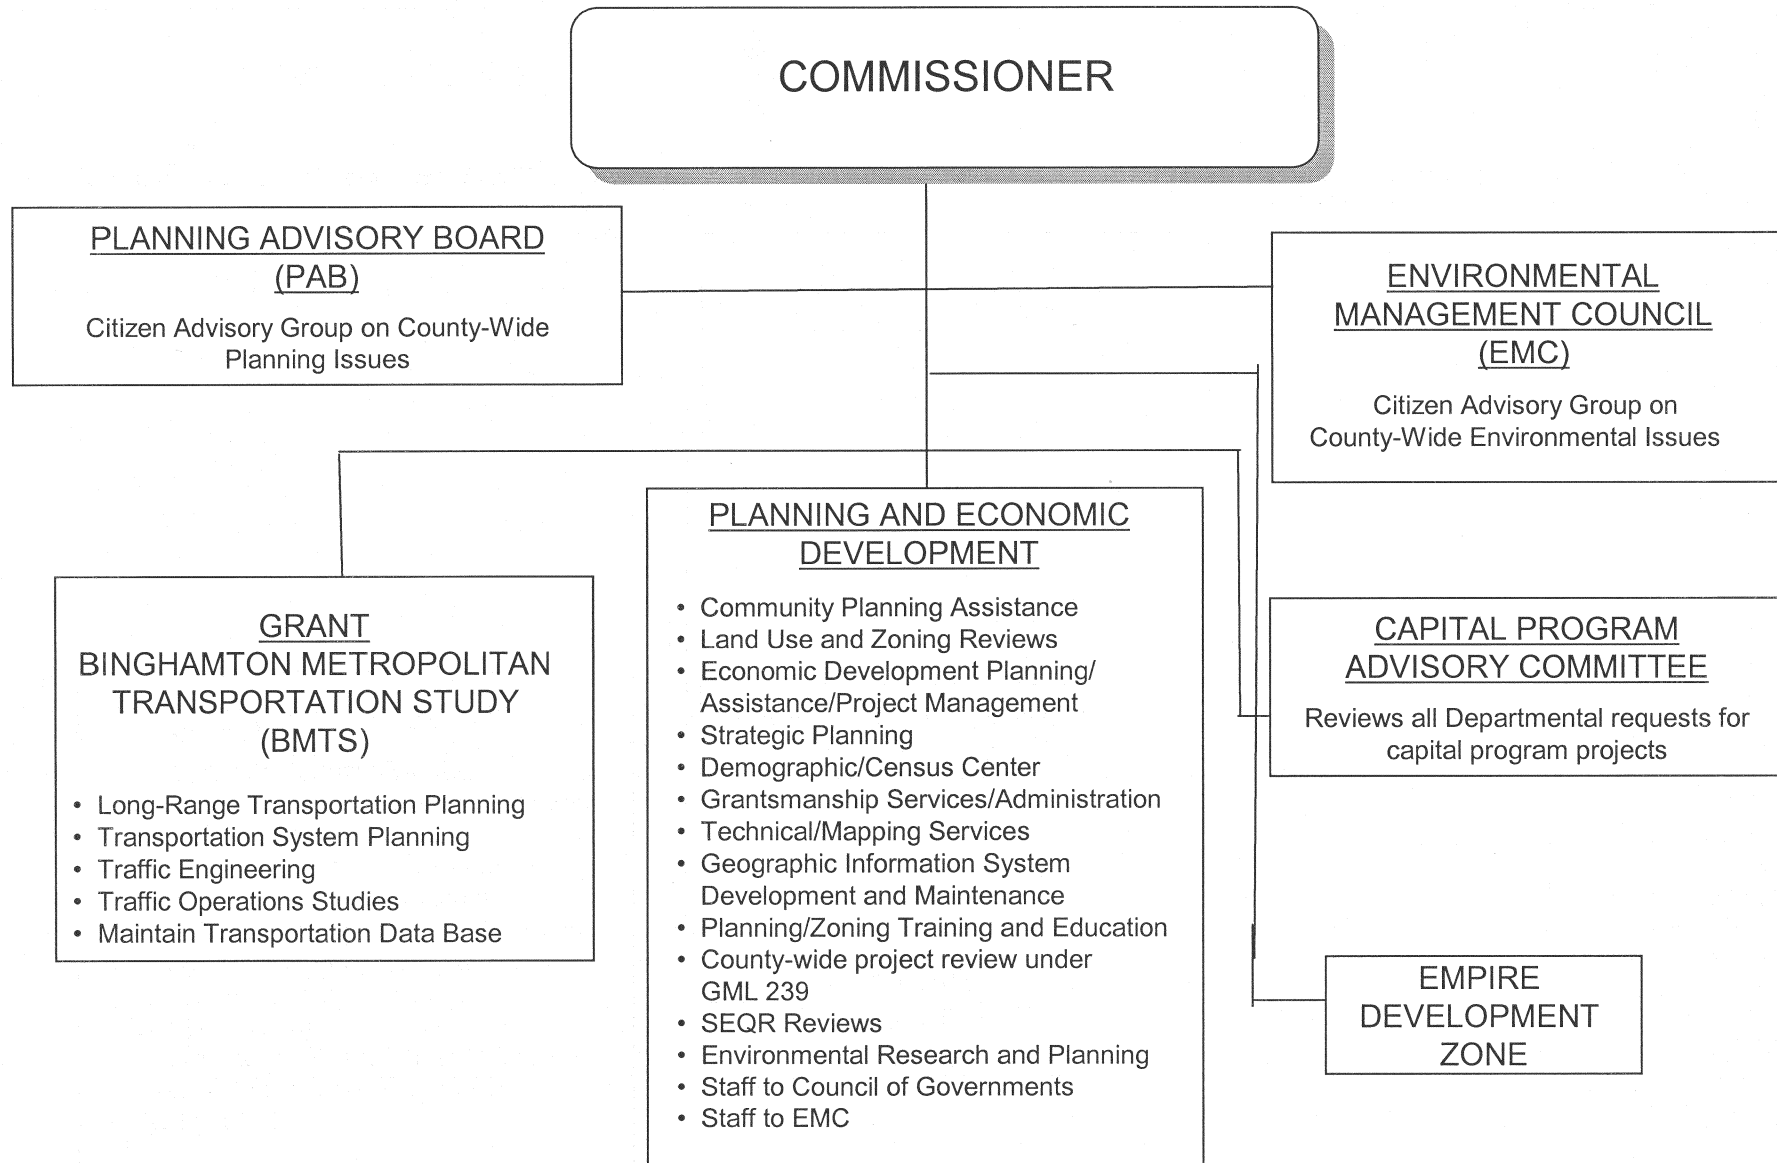 COMMISSIONER
PLANNING ADVISORY BOARD
(PAB)
Citizen Advisory Group on County-Wide
Planning Issues
ENVIRONMENTAL
MANAGEMENT COUNCIL
(EMC)
Citizen Advisory Group on
County-Wide Environmental Issues
GRANT
BINGHAMTON METROPOLITAN
TRANSPORTATION STUDY
(BMTS)
• Long-Range Transportation Planning
• Transportation System Planning
• Traffic Engineering
• Traffic Operations Studies
• Maintain Transportation Data Base
PLANNING AND ECONOMIC
DEVELOPMENT
• Community Planning Assistance
• Land Use and Zoning Reviews
• Economic Development Planning/
Assistance/Project Management
• Strategic Planning
• Demographic/Census Center
• Grantsmanship Services/Administration
• Technical/Mapping Services
• Geographic Information System
Development and Maintenance
• Planning/Zoning Training and Education
• County-wide project review under
GML 239
• SEQR Reviews
• Environmental Research and Planning
• Staff to Council of Governments
• Staff to EMC
CAPITAL PROGRAM
ADVISORY COMMITTEE
Reviews all Departmental requests for
capital program projects
EMPIRE
DEVELOPMENT
ZONE